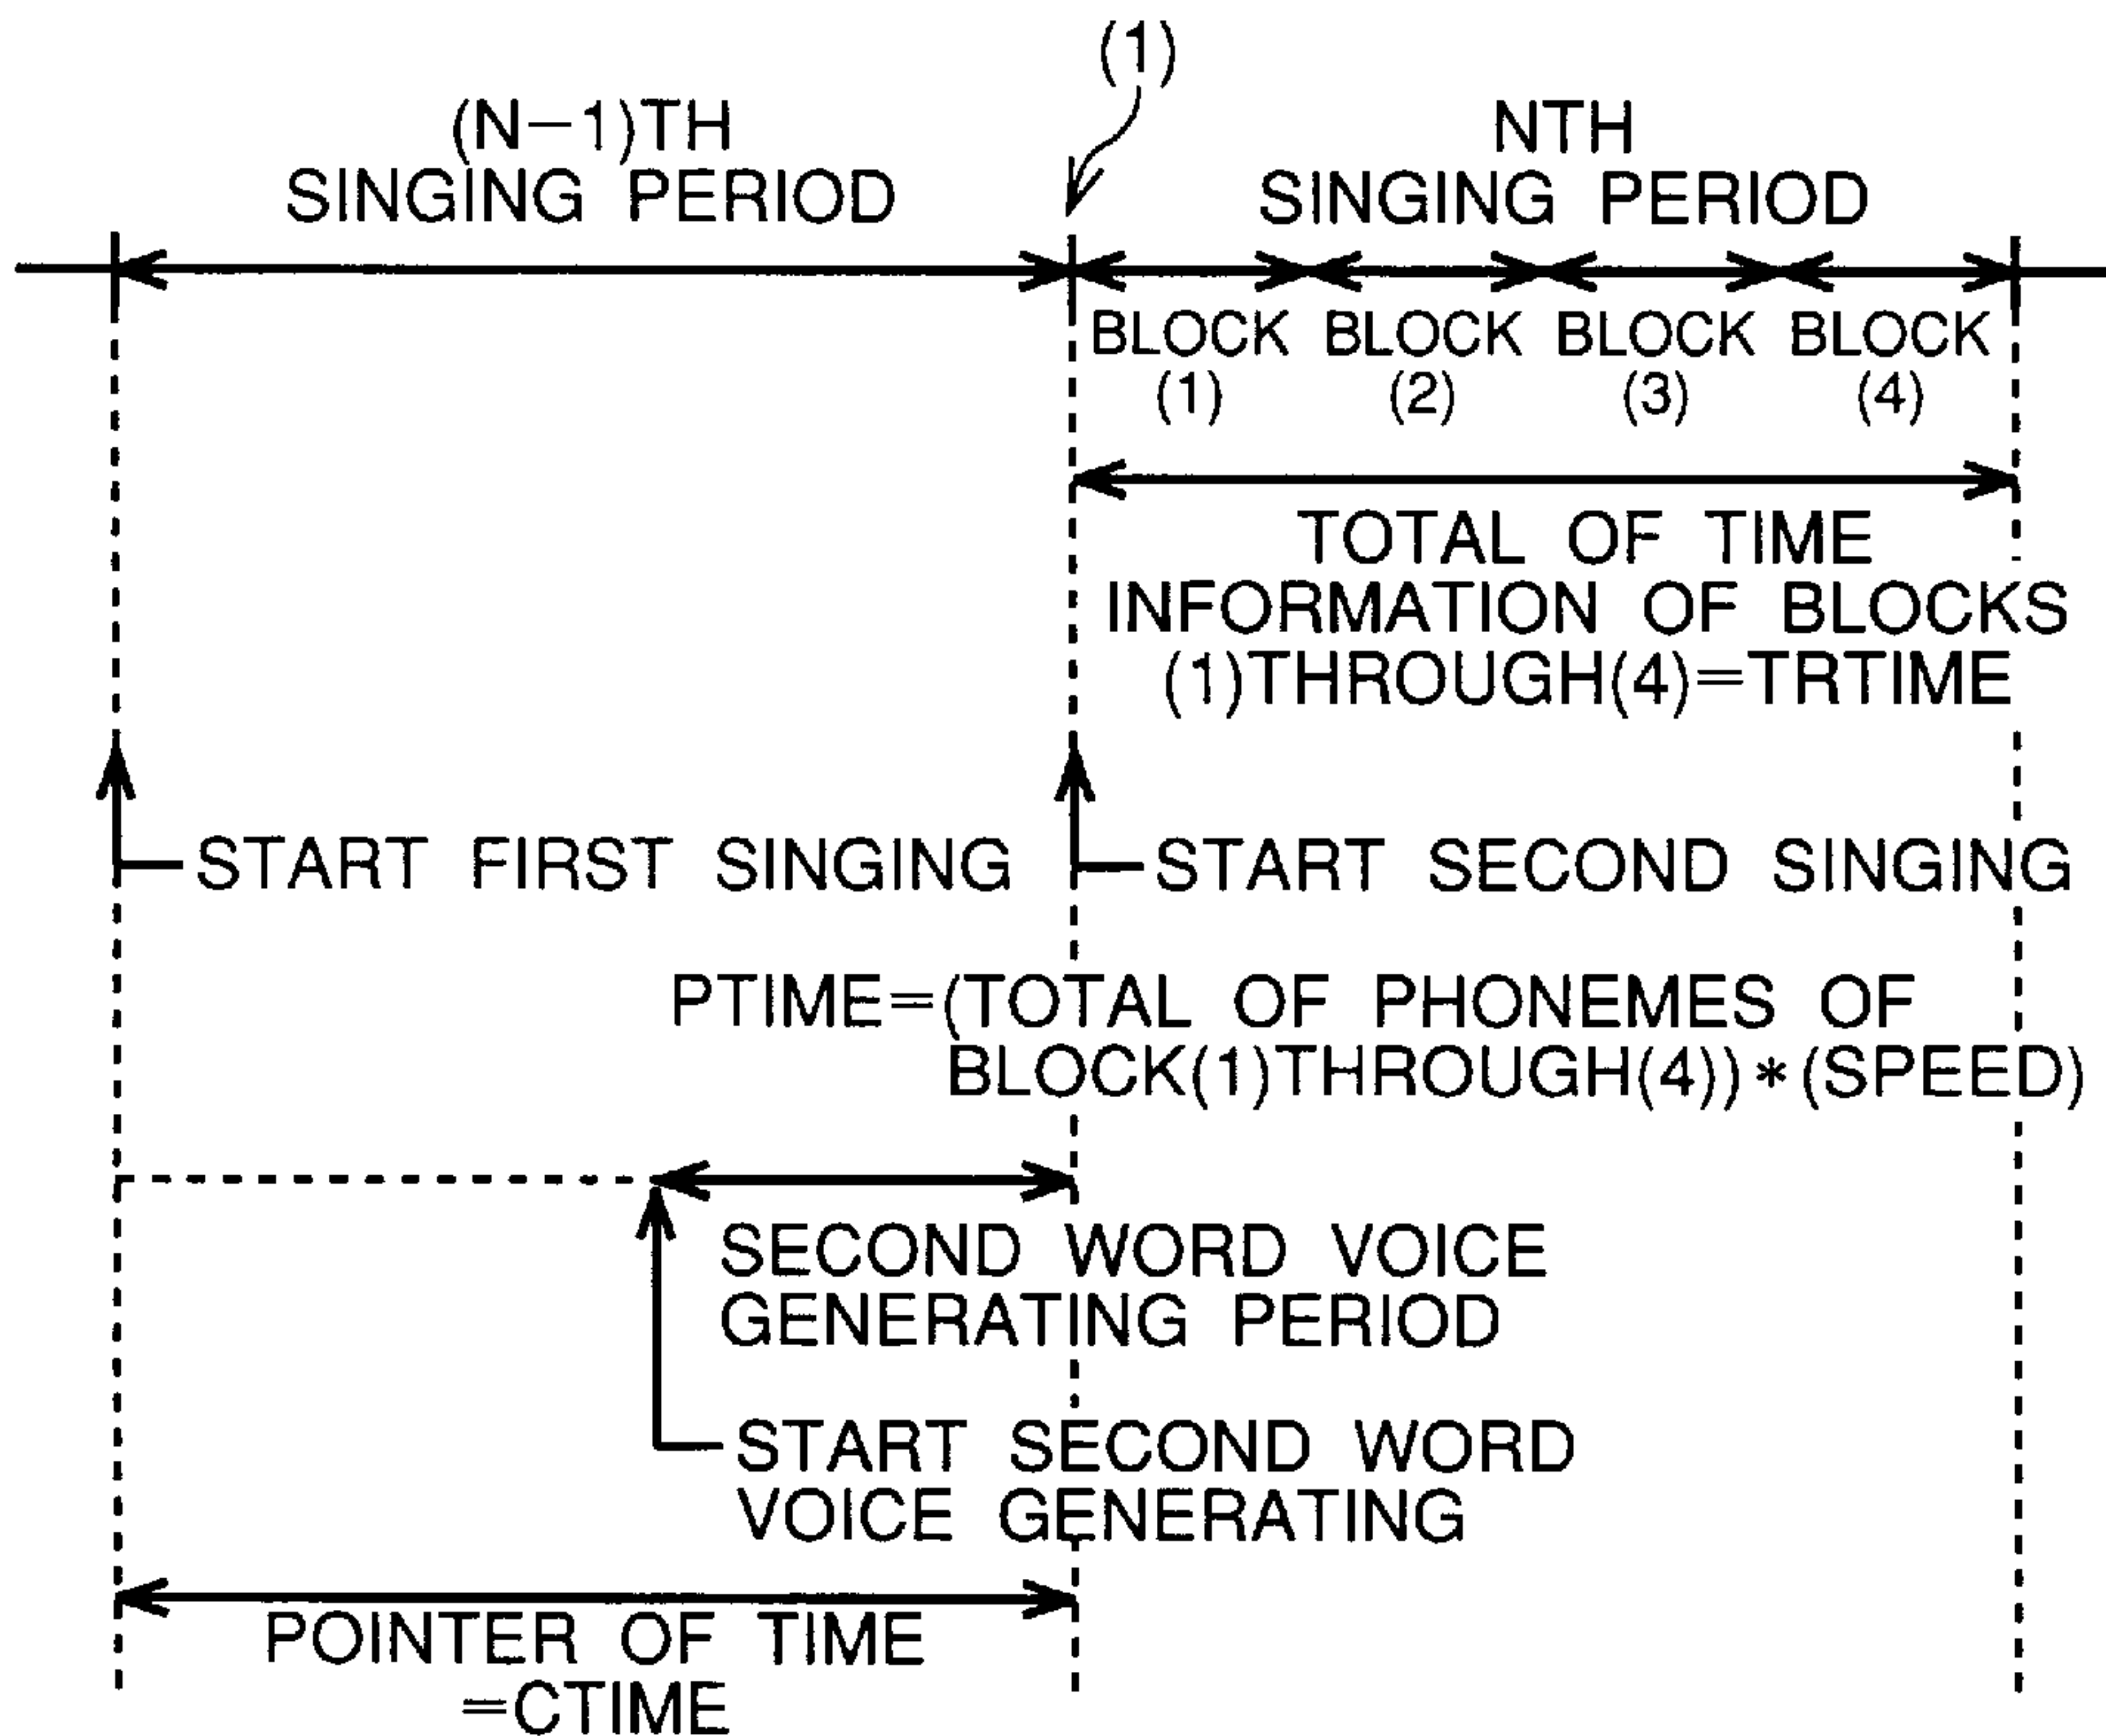 (1)
(N-1)TH
SINGING PERIOD
NTH
SINGING PERIOD
BLOCK BLOCK BLOCK BLOCK
(1) (2) (3) (4)
TOTAL OF TIME
INFORMATION OF BLOCKS
(1)THROUGH(4)=TRTIME
START FIRST SINGING
START SECOND SINGING
PTIME=(TOTAL OF PHONEMES OF
BLOCK(1)THROUGH(4))*(SPEED)
SECOND WORD VOICE
GENERATING PERIOD
START SECOND WORD
VOICE GENERATING
POINTER OF TIME
=CTIME